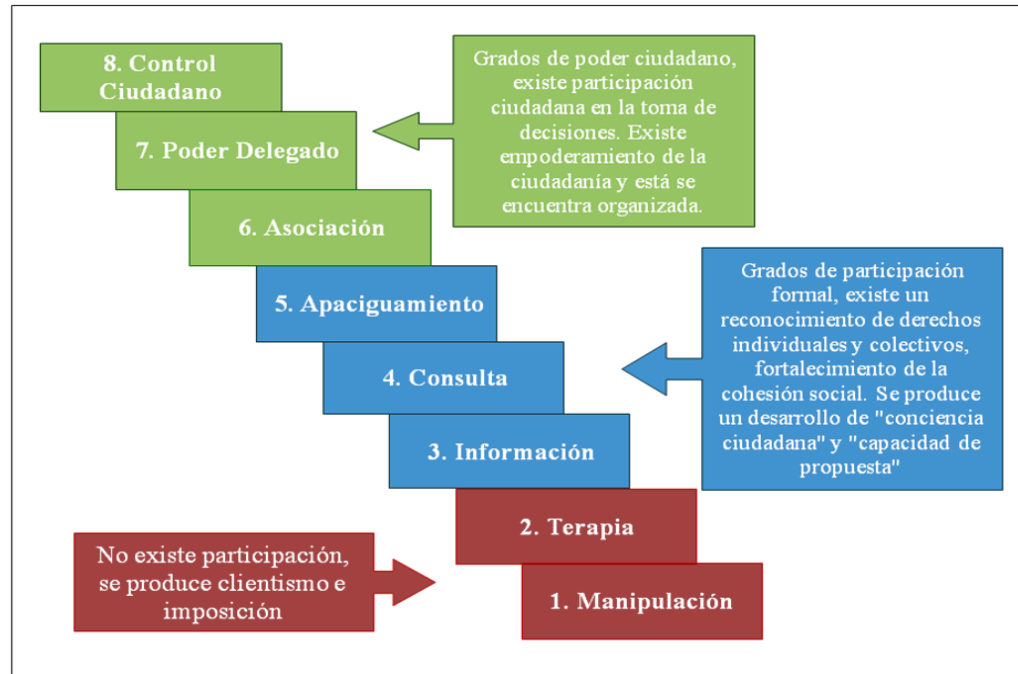 8. Control
Ciudadano
7. Poder Delegado
6. Asociación
5. Apaciguamiento
4. Consulta
3. Información
2. Terapia
1. Manipulación
Grados de poder ciudadano,
existe participación
ciudadana en la toma de
decisiones. Existe
empoderamiento de la
ciudadanía y está se
encuentra organizada.
Grados de participación
formal, existe un
reconocimiento de derechos
individuales y colectivos,
fortalecimiento de la
cohesión social. Se produce
un desarrollo de "conciencia
ciudadana" y "capacidad de
propuesta"
No existe participación,
se produce clientismo e
imposición